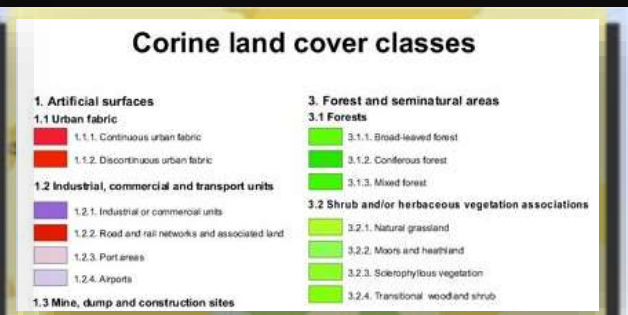 Corine land cover classes
1. Artificial surfaces
1.1 Urban fabric
1.1.1. Continuous urban fabric
1.1.2. Discontinuous urban fabric
1.2 Industrial, commercial and transport units
1.2.1. Industrial or commercial units
1.2.2. Road and rail networks and associated land
1.2.3. Port areas
1.2.4. Airports
1.3 Mine, dump and construction sites
3. Forest and seminatural areas
3.1 Forests
3.1.1. Broad-leaved forest
3.1.2. Coniferous forest
3.1.3. Mixed forest
3.2 Shrub and/or herbaceous vegetation associations
3.2.1. Natural grassland
3.2.2. Moors and heathland
3.2.3. Sclerophyllous vegetation
3.2.4. Transitional woodland shrub